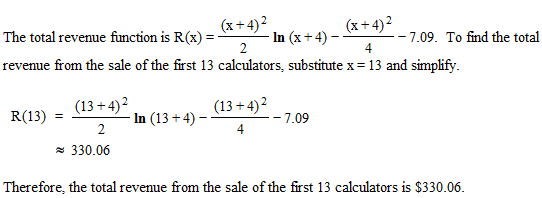 The total revenue function is R(x) = (x+4)²/2 ln (x+4) − (x+4)²/4 − 7.09. To find the total
revenue from the sale of the first 13 calculators, substitute x = 13 and simplify.
R(13) = (13+4)²/2 ln (13+4) − (13+4)²/4 − 7.09
≈ 330.06
Therefore, the total revenue from the sale of the first 13 calculators is $330.06.